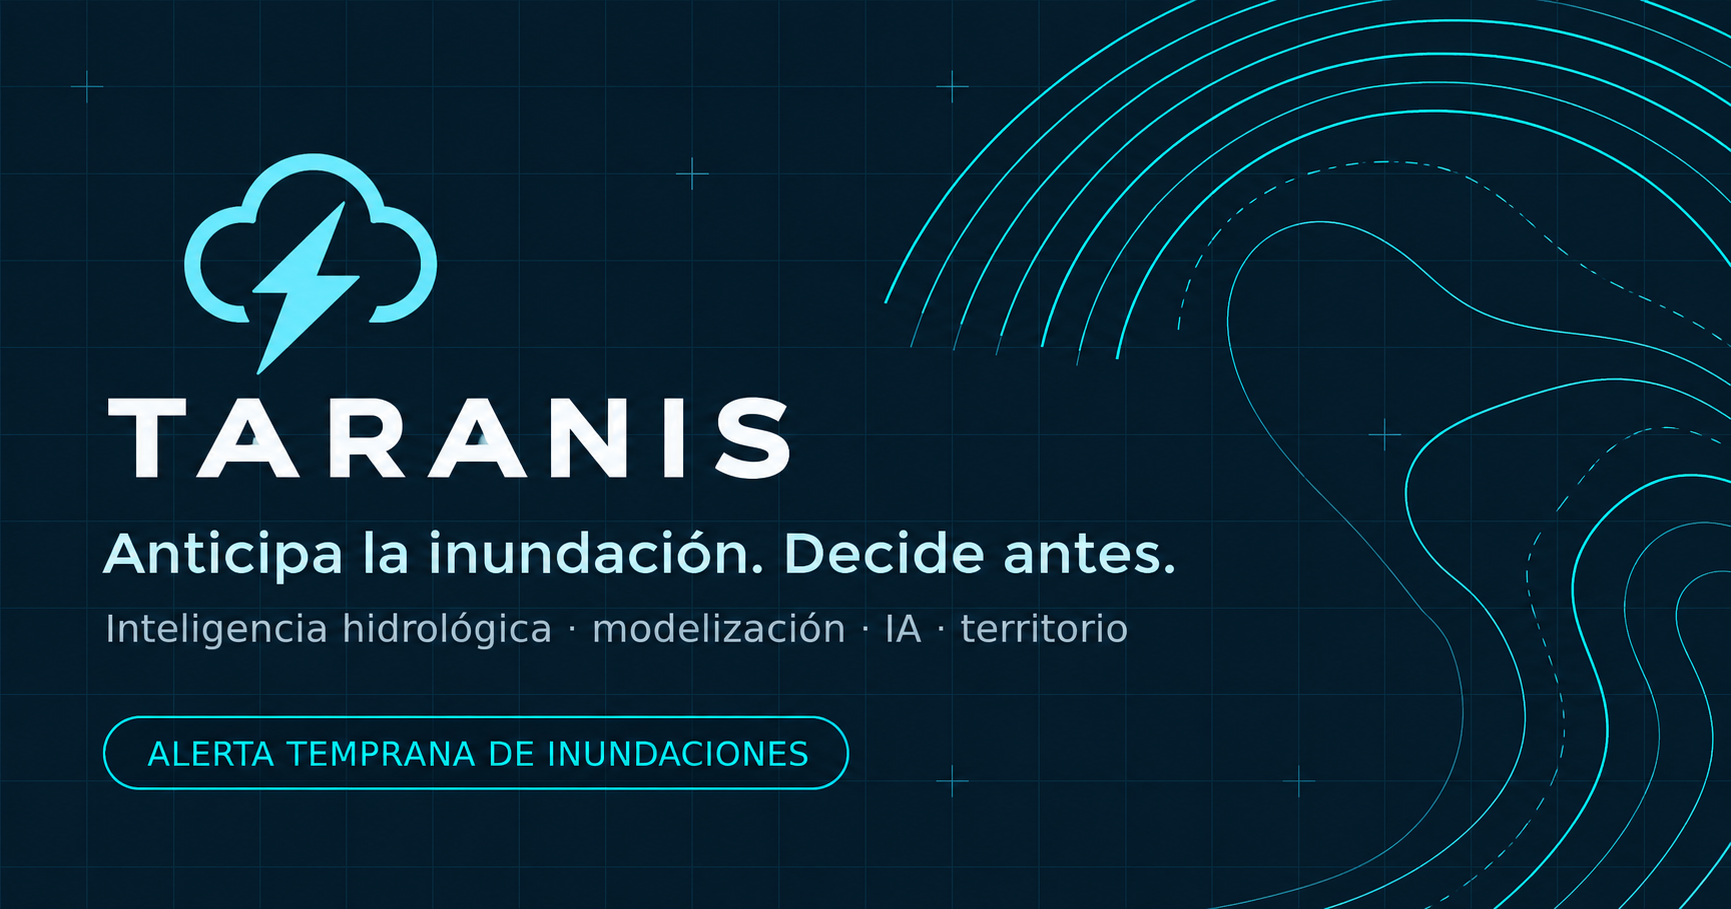 TARANIS
Anticipa la inundación. Decide antes.
Inteligencia hidrológica · modelización · IA · territorio
ALERTA TEMPRANA DE INUNDACIONES